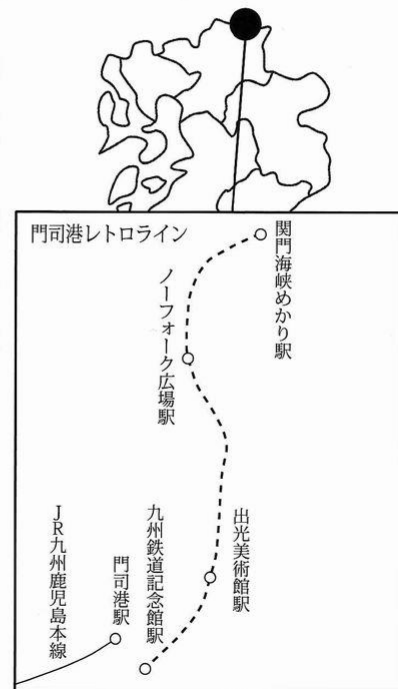 門司港レトロライン
関門海峡めかり駅
ノーフォーク広場駅
出光美術館駅
九州鉄道記念館駅
門司港駅
JR九州鹿児島本線